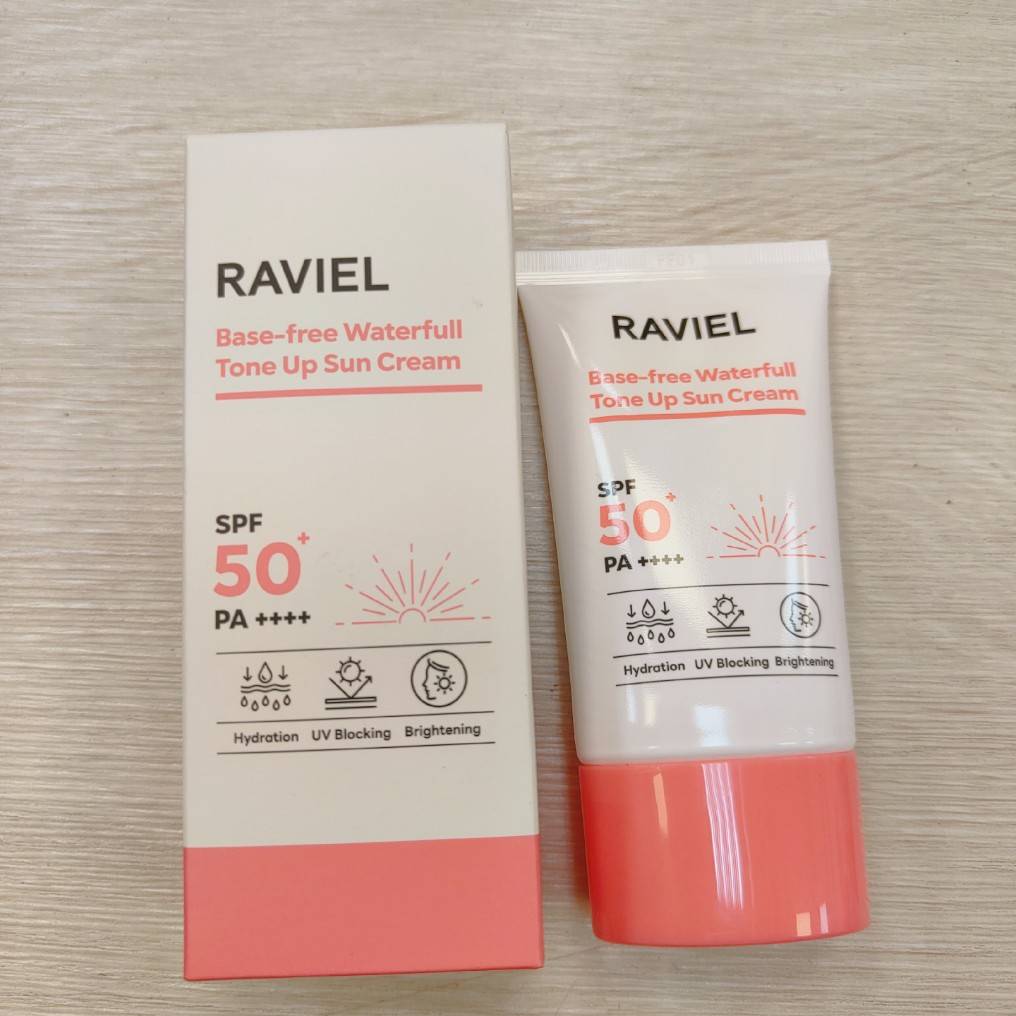 RAVIEL
Base-free Waterfull
Tone Up Sun Cream
SPF
50+
PA ++++
Hydration UV Blocking Brightening
RAVIEL
Base-free Waterfull
Tone Up Sun Cream
SPF
50+
PA ++++
Hydration UV Blocking Brightening